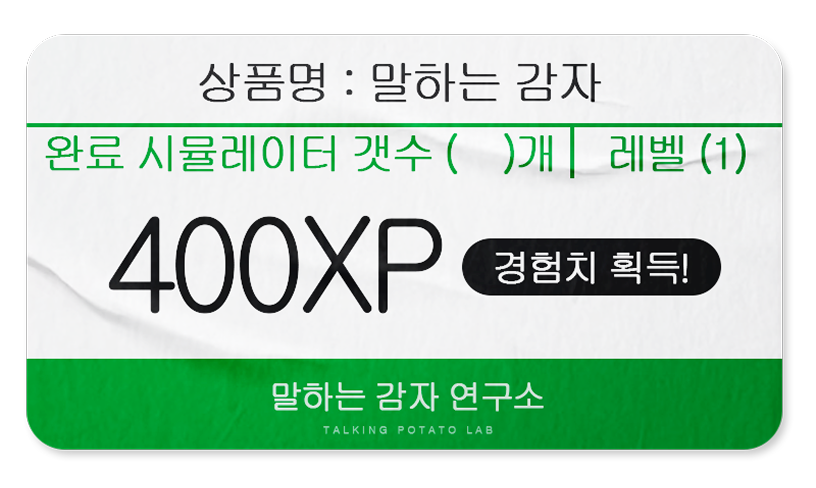 상품명 : 말하는 감자
완료 시뮬레이터 갯수 (    )개 | 레벨 (1)
400XP 경험치 획득!
말하는 감자 연구소
TALKING POTATO LAB